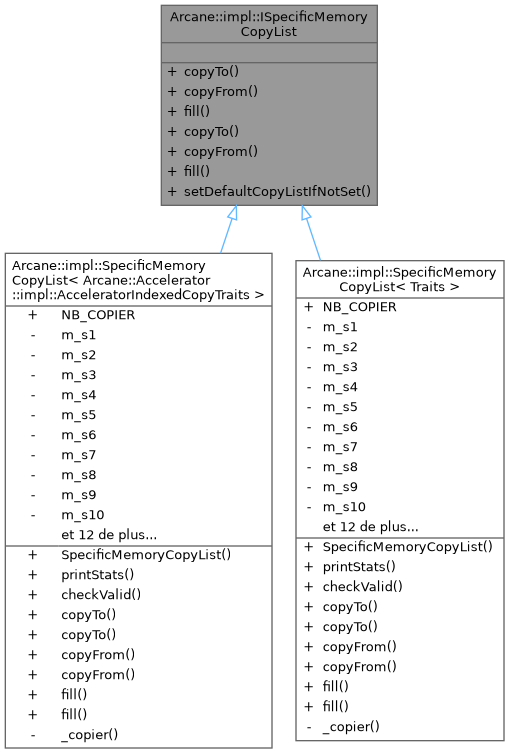 Arcane::impl::ISpecificMemory
CopyList
+ copyTo()
+ copyFrom()
+ fill()
+ copyTo()
+ copyFrom()
+ fill()
+ setDefaultCopyListIfNotSet()
Arcane::impl::SpecificMemory
CopyList< Arcane::Accelerator
::impl::AcceleratorIndexedCopyTraits >
+ NB_COPIER
- m_s1
- m_s2
- m_s3
- m_s4
- m_s5
- m_s6
- m_s7
- m_s8
- m_s9
- m_s10
et 12 de plus...
+ SpecificMemoryCopyList()
+ printStats()
+ checkValid()
+ copyTo()
+ copyTo()
+ copyFrom()
+ copyFrom()
+ fill()
+ fill()
- _copier()
Arcane::impl::SpecificMemory
CopyList< Traits >
+ NB_COPIER
- m_s1
- m_s2
- m_s3
- m_s4
- m_s5
- m_s6
- m_s7
- m_s8
- m_s9
- m_s10
et 12 de plus...
+ SpecificMemoryCopyList()
+ printStats()
+ checkValid()
+ copyTo()
+ copyTo()
+ copyFrom()
+ copyFrom()
+ fill()
+ fill()
- _copier()